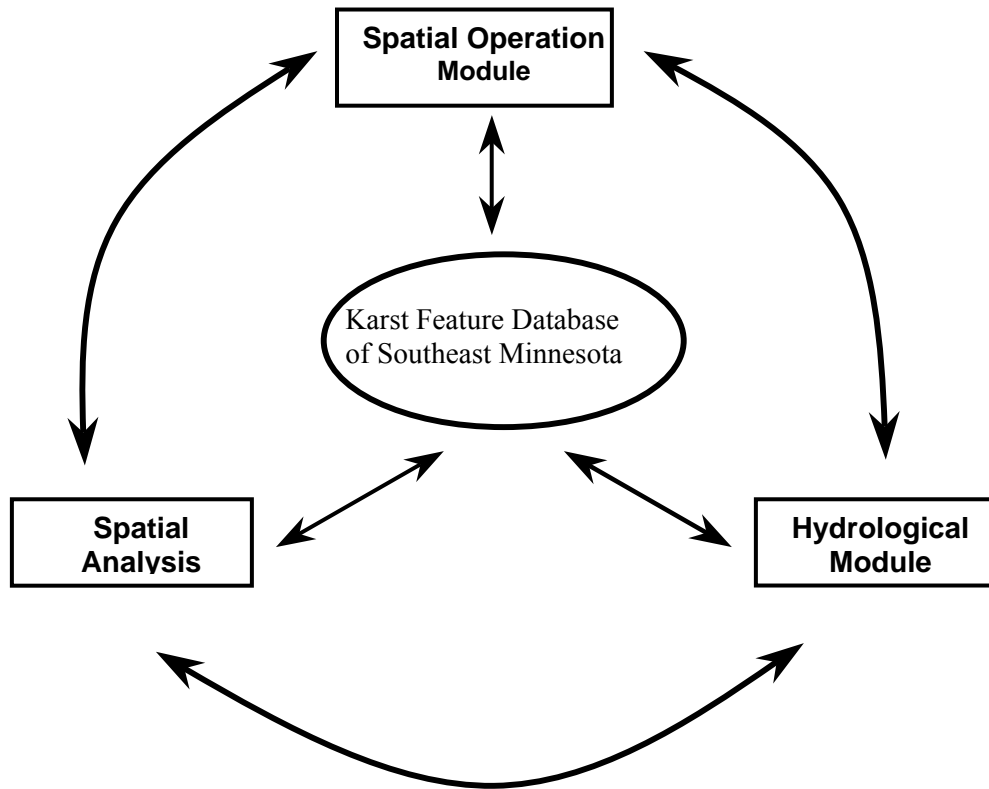 Spatial Operation
Module
Karst Feature Database
of Southeast Minnesota
Spatial
Analysis
Hydrological
Module